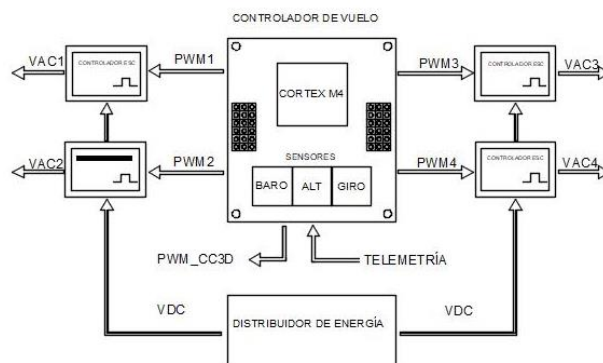 CONTROLADOR DE VUELO
VAC1
CONTROLADOR ESC
PWM1
CORTEX M4
PWM3
CONTROLADOR ESC
VAC3
VAC2
PWM2
SENSORES
BARO
ALT
GIRO
PWM4
CONTROLADOR ESC
VAC4
PWM_CC3D
TELEMETRÍA
VDC
DISTRIBUIDOR DE ENERGÍA
VDC